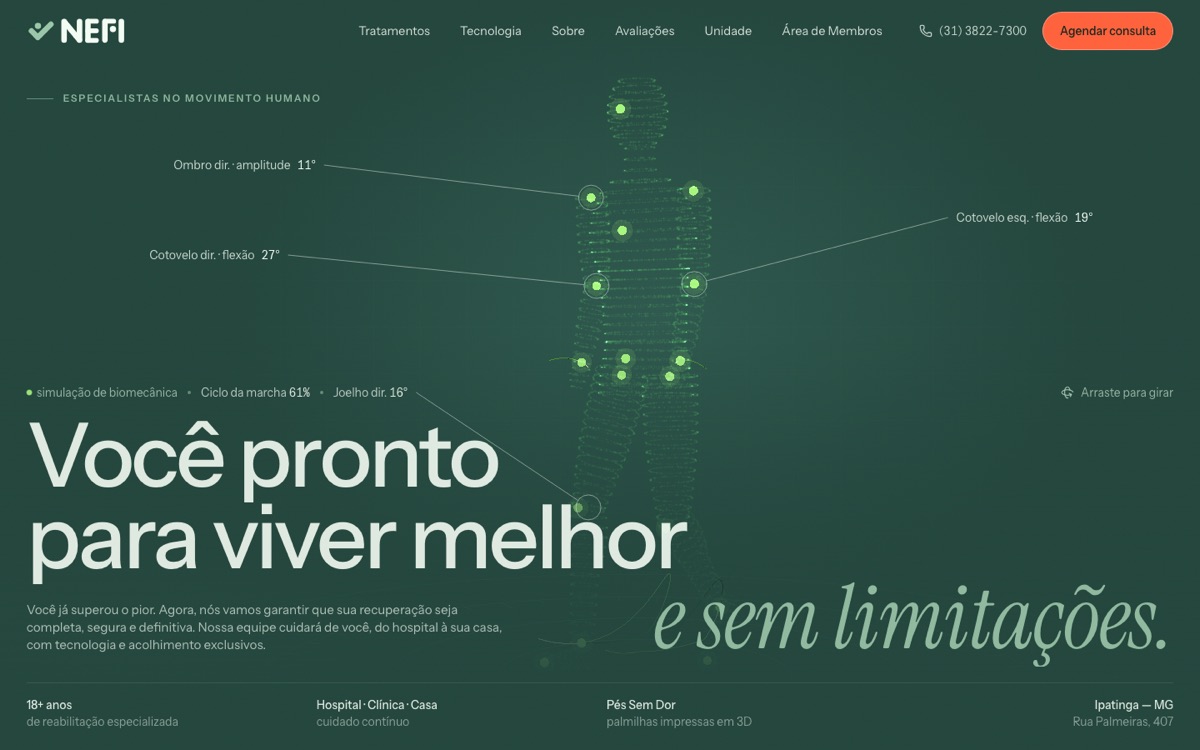 NEFI
Tratamentos
Tecnologia
Sobre
Avaliações
Unidade
Área de Membros
(31) 3822-7300
Agendar consulta
ESPECIALISTAS NO MOVIMENTO HUMANO
Ombro dir. · amplitude 11°
Cotovelo esq. · flexão 19°
Cotovelo dir. · flexão 27°
simulação de biomecânica • Ciclo da marcha 61% • Joelho dir. 16°
Arraste para girar
Você pronto
para viver melhor
e sem limitações.
Você já superou o pior. Agora, nós vamos garantir que sua recuperação seja
completa, segura e definitiva. Nossa equipe cuidará de você, do hospital à sua casa,
com tecnologia e acolhimento exclusivos.
18+ anos
de reabilitação especializada
Hospital · Clínica · Casa
cuidado contínuo
Pés Sem Dor
palmilhas impressas em 3D
Ipatinga — MG
Rua Palmeiras, 407